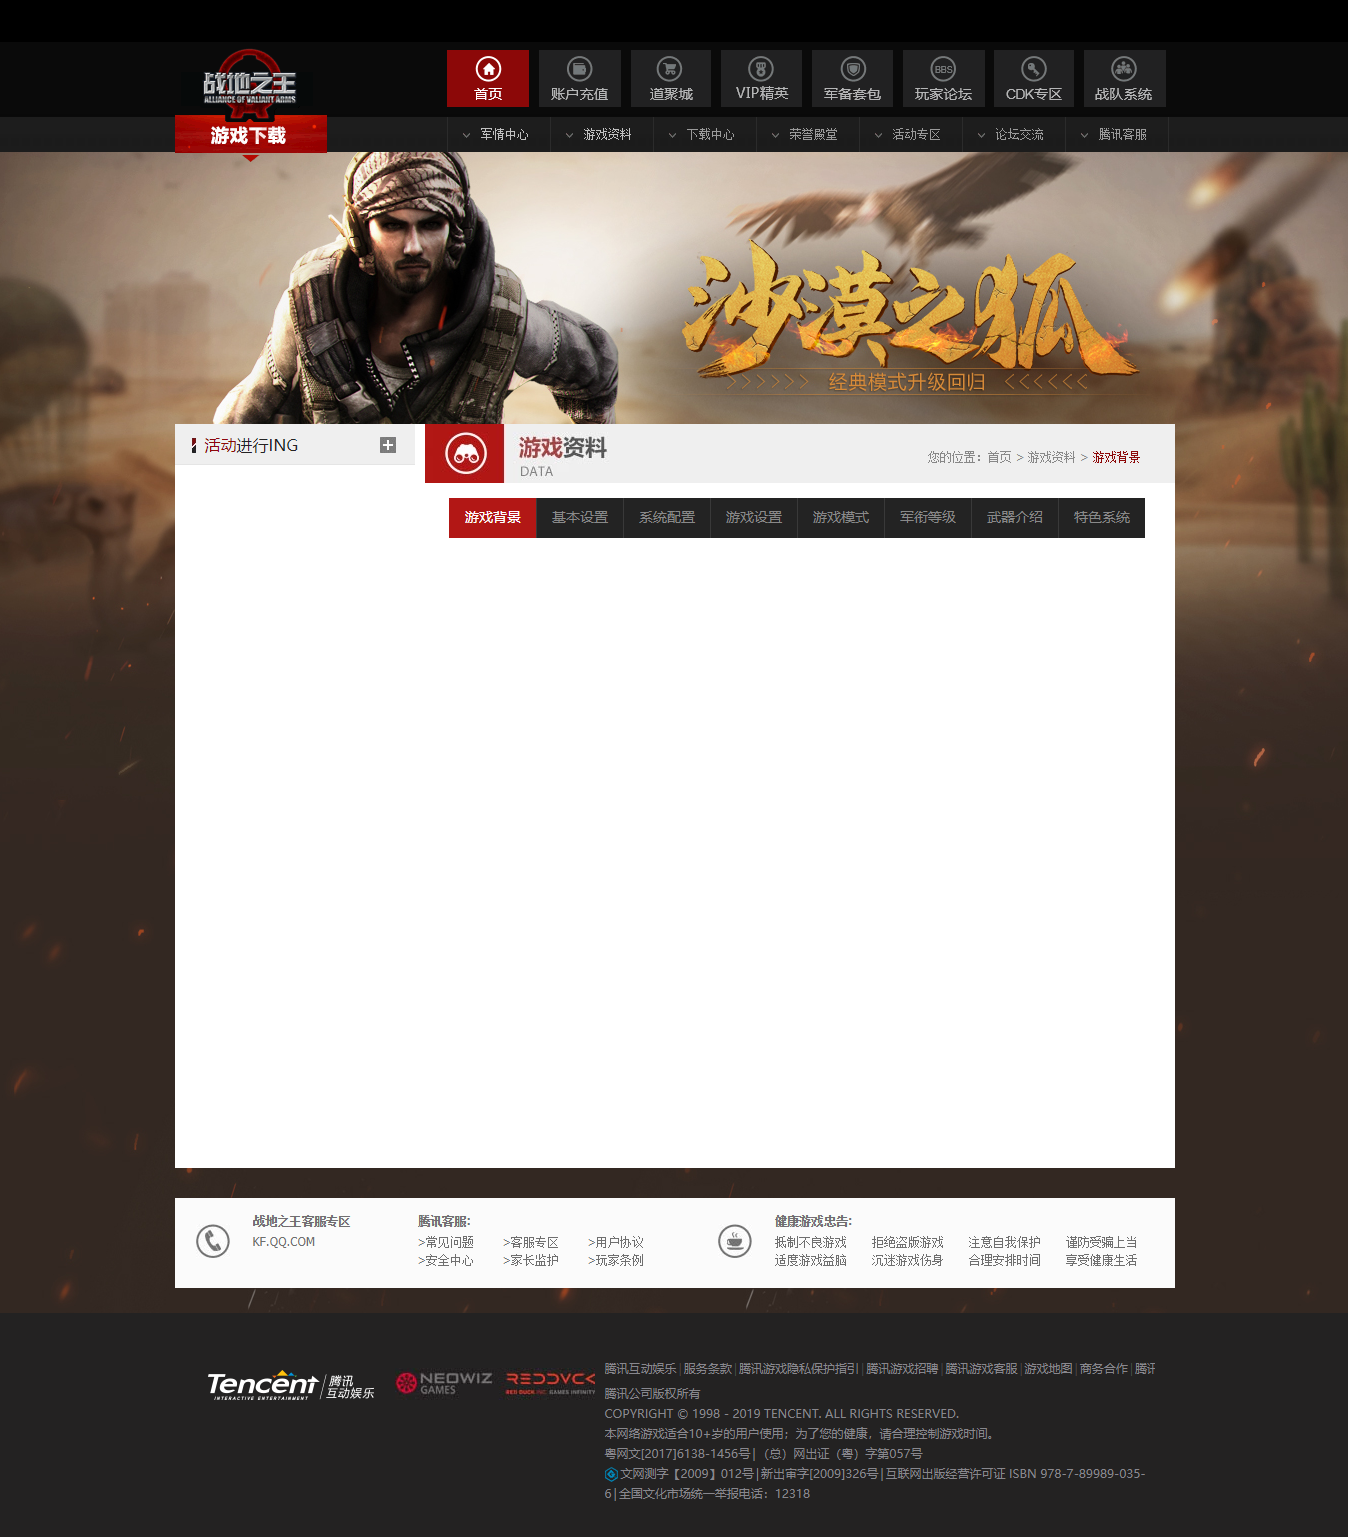 战地之王
ALLIANCE OF VALIANT ARMS
游戏下载
首页
账户充值
道聚城
VIP精英
军备套包
BBS
玩家论坛
CDK专区
战队系统
军情中心
游戏资料
下载中心
荣誉殿堂
活动专区
论坛交流
腾讯客服
沙漠之狐
>>>>>> 经典模式升级回归 <<<<<<
活动进行ING
游戏资料
DATA
您的位置：首页 > 游戏资料 > 游戏背景
游戏背景
基本设置
系统配置
游戏设置
游戏模式
军衔等级
武器介绍
特色系统
战地之王客服专区
KF.QQ.COM
腾讯客服：
>常见问题 >客服专区 >用户协议
>安全中心 >家长监护 >玩家条例
健康游戏忠告：
抵制不良游戏 拒绝盗版游戏 注意自我保护 谨防受骗上当
适度游戏益脑 沉迷游戏伤身 合理安排时间 享受健康生活
Tencent 腾讯
INTERACTIVE ENTERTAINMENT 互动娱乐
NEOWIZ
GAMES
REDDUCK
RED DUCK INC. GAMES INFINITY
腾讯互动娱乐 | 服务条款 | 腾讯游戏隐私保护指引 | 腾讯游戏招聘 | 腾讯游戏客服 | 游戏地图 | 商务合作 | 腾讯
腾讯公司版权所有
COPYRIGHT © 1998 - 2019 TENCENT. ALL RIGHTS RESERVED.
本网络游戏适合10+岁的用户使用；为了您的健康，请合理控制游戏时间。
粤网文[2017]6138-1456号|（总）网出证（粤）字第057号
文网测字【2009】012号|新出审字[2009]326号|互联网出版经营许可证 ISBN 978-7-89989-035-
6|全国文化市场统一举报电话：12318